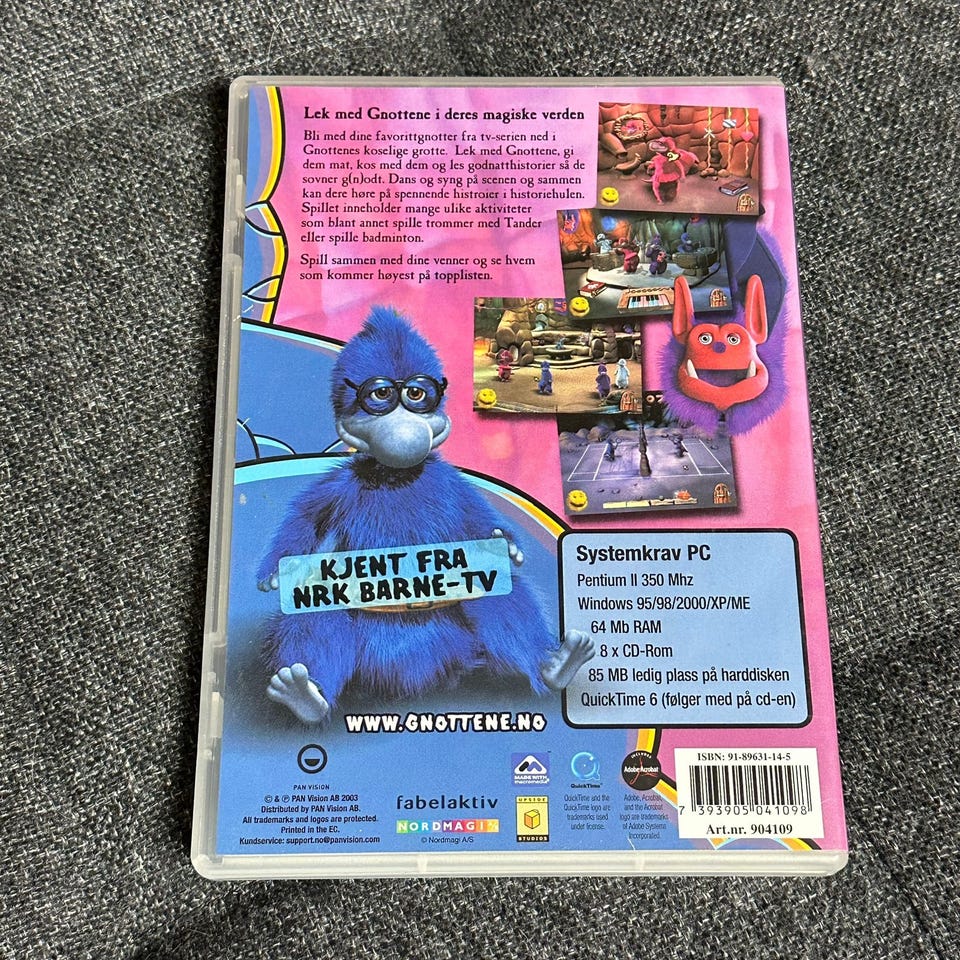 Lek med Gnottene i deres magiske verden
Bli med dine favorittgnotter fra tv-serien ned i
Gnottenes koselige grotte. Lek med Gnottene, gi
dem mat, kos med dem og les godnatthistorier så de
sovner g(n)odt. Dans og syng på scenen og sammen
kan dere høre på spennende histroier i historiehulen.
Spillet inneholder mange ulike aktiviteter
som blant annet spille trommer med Tander
eller spille badminton.
Spill sammen med dine venner og se hvem
som kommer høyest på topplisten.
KJENT FRA
NRK BARNE-TV
WWW.GNOTTENE.NO
Systemkrav PC
Pentium II 350 Mhz
Windows 95/98/2000/XP/ME
64 Mb RAM
8 x CD-Rom
85 MB ledig plass på harddisken
QuickTime 6 (følger med på cd-en)
PAN VISION
© & ℗ PAN Vision AB 2003
Distributed by PAN Vision AB.
All trademarks and logos are protected.
Printed in the EC.
Kundservice: support.no@panvision.com
fabelaktiv
NORDMAGI
© Nordmagi A/S
MADE WITH
macromedia
UPSIDE
STUDIOS
QuickTime
QuickTime and the
QuickTime logo are
trademarks used
under license.
INCLUDES
Adobe Acrobat
Adobe, Acrobat,
and the Acrobat
logo are trademarks
of Adobe Systems
Incorporated.
ISBN: 91-89631-14-5
7 393905 041098
Art.nr. 904109